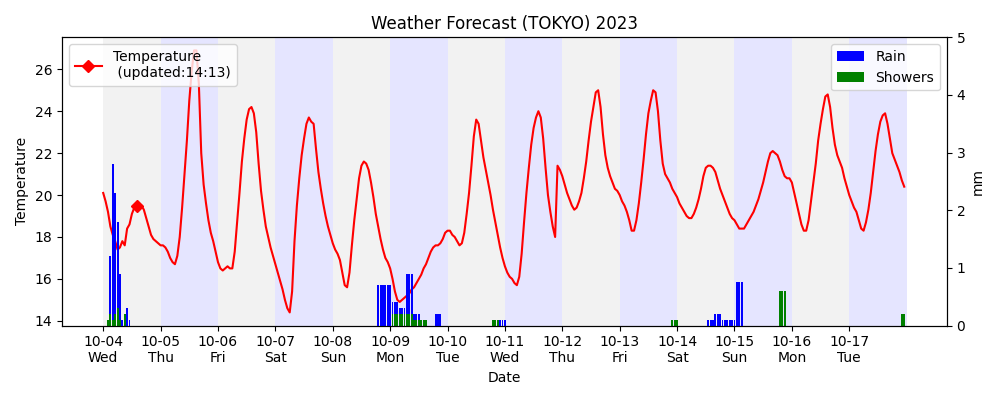 Weather Forecast (TOKYO) 2023
Temperature
(updated:14:13)
Rain
Showers
Temperature
26
24
22
20
18
16
14
5
4
3
2
1
0
mm
10-04 10-05 10-06 10-07 10-08 10-09 10-10 10-11 10-12 10-13 10-14 10-15 10-16 10-17
Wed Thu Fri Sat Sun Mon Tue Wed Thu Fri Sat Sun Mon Tue
Date